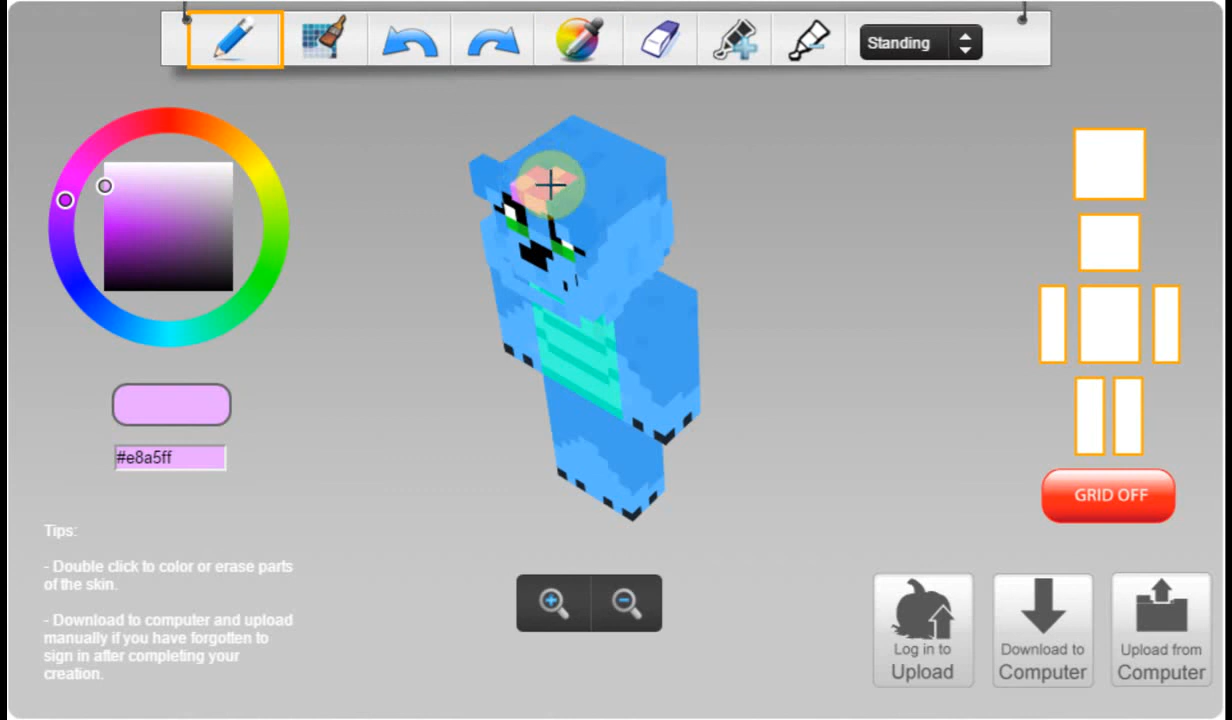 Standing
#e8a5ff
GRID OFF
Tips:
- Double click to color or erase parts
of the skin.
- Download to computer and upload
manually if you have forgotten to
sign in after completing your
creation.
Log in to
Upload
Download to
Computer
Upload from
Computer